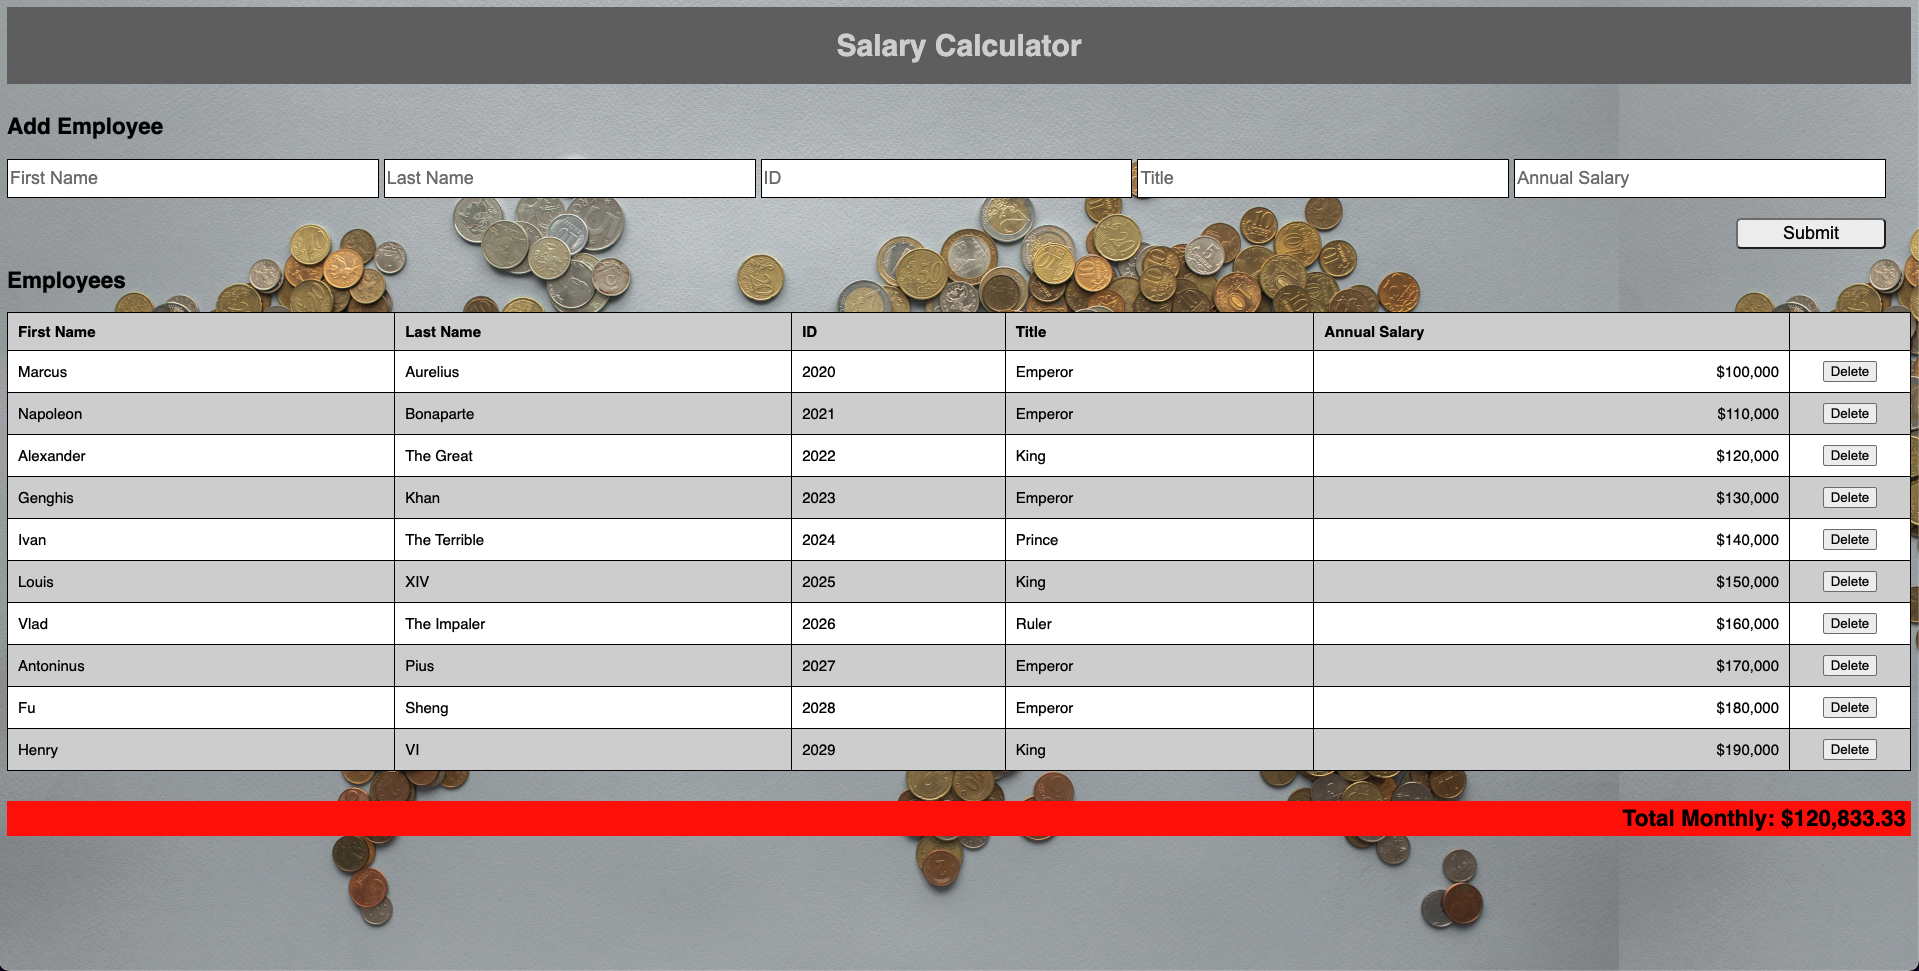 Salary Calculator
Add Employee
First Name Last Name ID Title Annual Salary
Submit
Employees
First Name Last Name ID Title Annual Salary
Marcus Aurelius 2020 Emperor $100,000 Delete
Napoleon Bonaparte 2021 Emperor $110,000 Delete
Alexander The Great 2022 King $120,000 Delete
Genghis Khan 2023 Emperor $130,000 Delete
Ivan The Terrible 2024 Prince $140,000 Delete
Louis XIV 2025 King $150,000 Delete
Vlad The Impaler 2026 Ruler $160,000 Delete
Antoninus Pius 2027 Emperor $170,000 Delete
Fu Sheng 2028 Emperor $180,000 Delete
Henry VI 2029 King $190,000 Delete
Total Monthly: $120,833.33